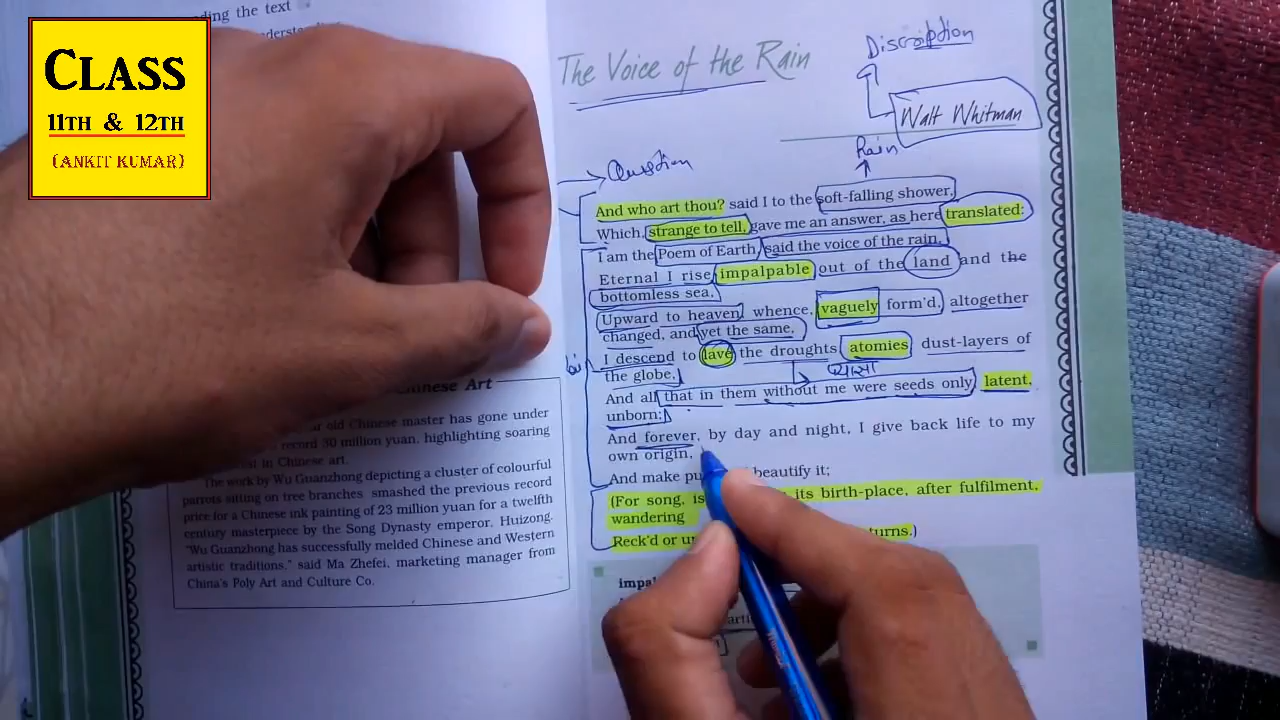 ding the text
CLASS
11TH & 12TH
(ANKIT KUMAR)
The Voice of the Rain
Discription
Walt Whitman
Rain
Question
And who art thou? said I to the soft-falling shower,
Which, strange to tell, gave me an answer, as here translated:
I am the Poem of Earth, said the voice of the rain,
Eternal I rise impalpable out of the land and the
bottomless sea,
Upward to heaven, whence, vaguely form'd, altogether
changed, and yet the same,
I descend to lave the droughts, atomies, dust-layers of
the globe,
And all that in them without me were seeds only, latent,
unborn;
And forever, by day and night, I give back life to my
own origin,
And make beautify it;
(For song, its birth-place, after fulfilment,
wandering
Reck'd or
Chinese Art
old Chinese master has gone under
record 30 million yuan, highlighting soaring
in Chinese art.
The work by Wu Guanzhong depicting a cluster of colourful
parrots sitting on tree branches, smashed the previous record
price for a Chinese ink painting of 23 million yuan for a twelfth
century masterpiece by the Song Dynasty emperor, Huizong.
"Wu Guanzhong has successfully melded Chinese and Western
artistic traditions," said Ma Zhefei, marketing manager from
China's Poly Art and Culture Co.